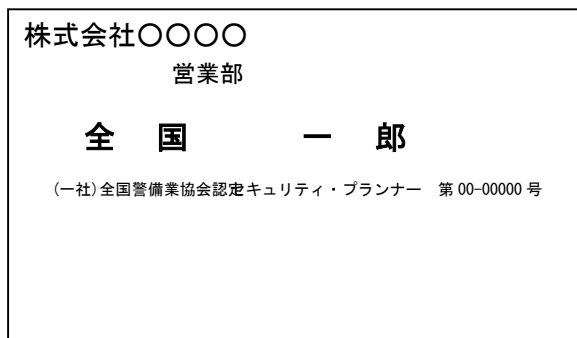 株式会社〇〇〇〇
営業部
全 国 一 郎
(一社)全国警備業協会認定セキュリティ・プランナー 第 00-00000 号